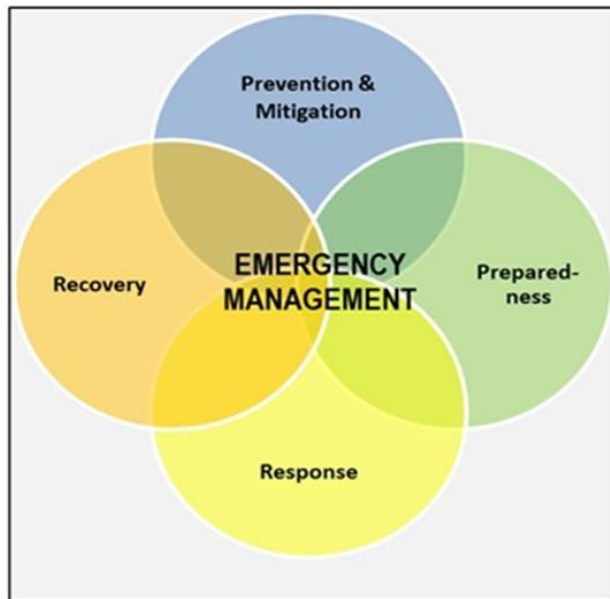 Prevention &
Mitigation
EMERGENCY
MANAGEMENT
Recovery
Prepared-
ness
Response